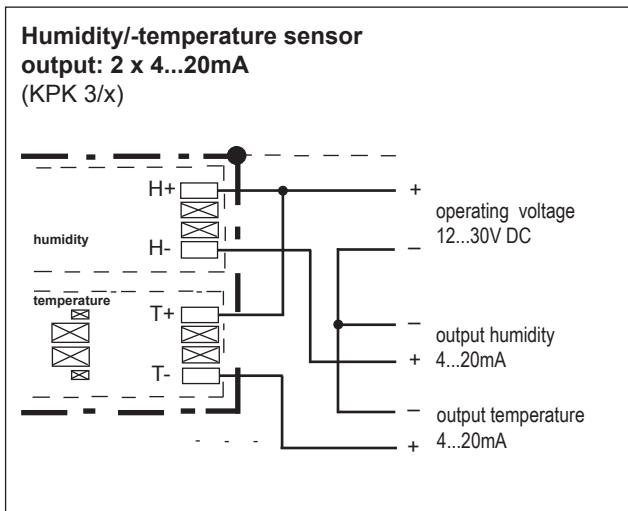 Humidity/-temperature sensor
output: 2 x 4...20mA
(KPK 3/x)
H+
+
operating voltage
12...30V DC
humidity
H-
–
temperature
T+
–
output humidity
+
4...20mA
T-
–
output temperature
+
4...20mA